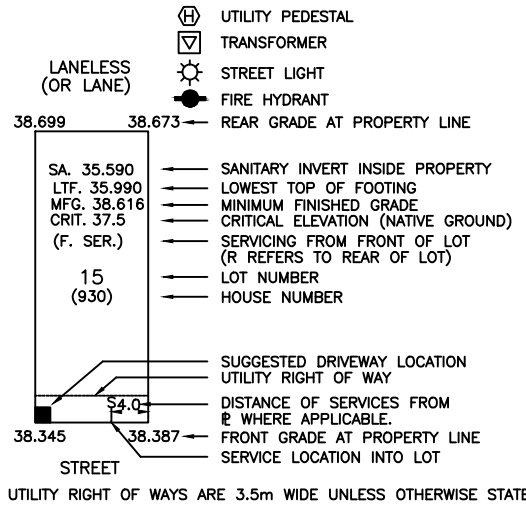 H UTILITY PEDESTAL
TRANSFORMER
LANELESS
(OR LANE)
STREET LIGHT
FIRE HYDRANT
38.699 38.673 REAR GRADE AT PROPERTY LINE
SA. 35.590 SANITARY INVERT INSIDE PROPERTY
LTF. 35.990 LOWEST TOP OF FOOTING
MFG. 38.616 MINIMUM FINISHED GRADE
CRIT. 37.5 CRITICAL ELEVATION (NATIVE GROUND)
(F. SER.) SERVICING FROM FRONT OF LOT
(R REFERS TO REAR OF LOT)
15 LOT NUMBER
(930) HOUSE NUMBER
SUGGESTED DRIVEWAY LOCATION
UTILITY RIGHT OF WAY
S4.0 DISTANCE OF SERVICES FROM
℄ WHERE APPLICABLE.
38.345 38.387 FRONT GRADE AT PROPERTY LINE
SERVICE LOCATION INTO LOT
STREET
UTILITY RIGHT OF WAYS ARE 3.5m WIDE UNLESS OTHERWISE STATE